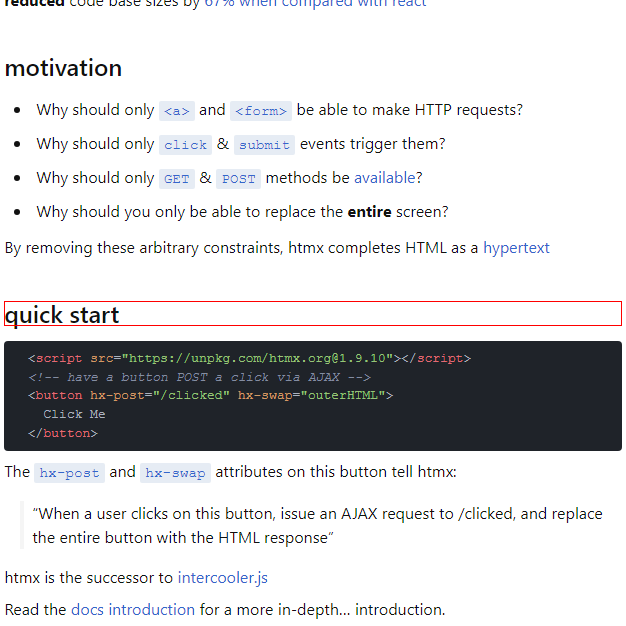 reduced code base sizes by 67% when compared with react
motivation
Why should only <a> and <form> be able to make HTTP requests?
Why should only click & submit events trigger them?
Why should only GET & POST methods be available?
Why should you only be able to replace the entire screen?
By removing these arbitrary constraints, htmx completes HTML as a hypertext
quick start
<script src="https://unpkg.com/htmx.org@1.9.10"></script>
<!-- have a button POST a click via AJAX -->
<button hx-post="/clicked" hx-swap="outerHTML">
Click Me
</button>
The hx-post and hx-swap attributes on this button tell htmx:
“When a user clicks on this button, issue an AJAX request to /clicked, and replace
the entire button with the HTML response”
htmx is the successor to intercooler.js
Read the docs introduction for a more in-depth… introduction.